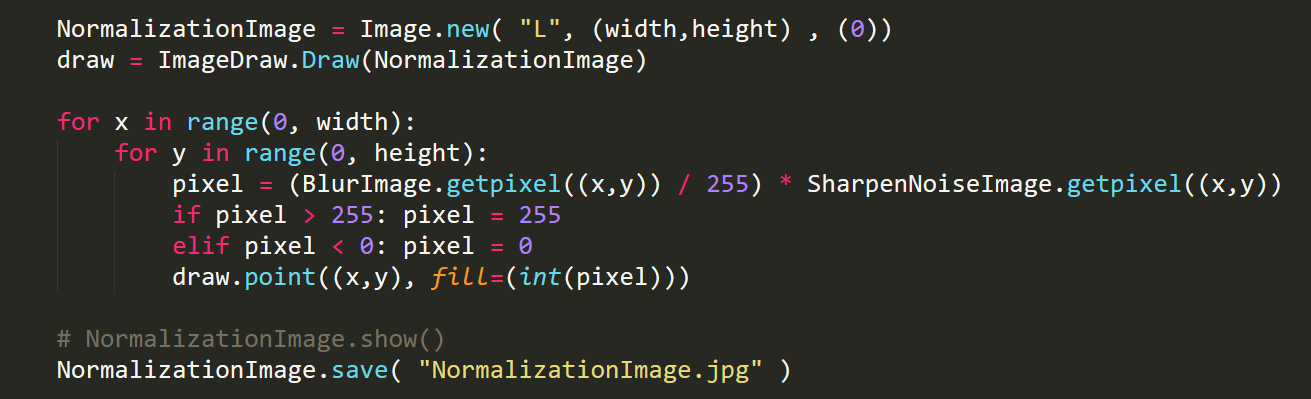 NormalizationImage = Image.new( "L", (width,height) , (0))
draw = ImageDraw.Draw(NormalizationImage)
for x in range(0, width):
for y in range(0, height):
pixel = (BlurImage.getpixel((x,y)) / 255) * SharpenNoiseImage.getpixel((x,y))
if pixel > 255: pixel = 255
elif pixel < 0: pixel = 0
draw.point((x,y), fill=(int(pixel)))
# NormalizationImage.show()
NormalizationImage.save( "NormalizationImage.jpg" )